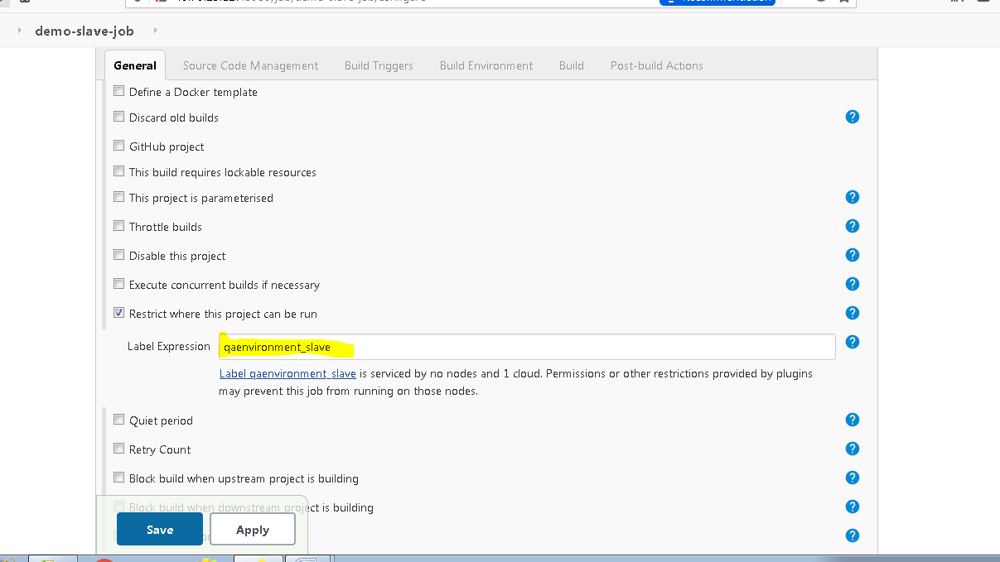 demo-slave-job
General Source Code Management Build Triggers Build Environment Build Post-build Actions
Define a Docker template
Discard old builds
GitHub project
This build requires lockable resources
This project is parameterised
Throttle builds
Disable this project
Execute concurrent builds if necessary
Restrict where this project can be run
Label Expression qaenvironment_slave
Label qaenvironment_slave is serviced by no nodes and 1 cloud. Permissions or other restrictions provided by plugins
may prevent this job from running on those nodes.
Quiet period
Retry Count
Block build when upstream project is building
Block build when downstream project is building
Save Apply